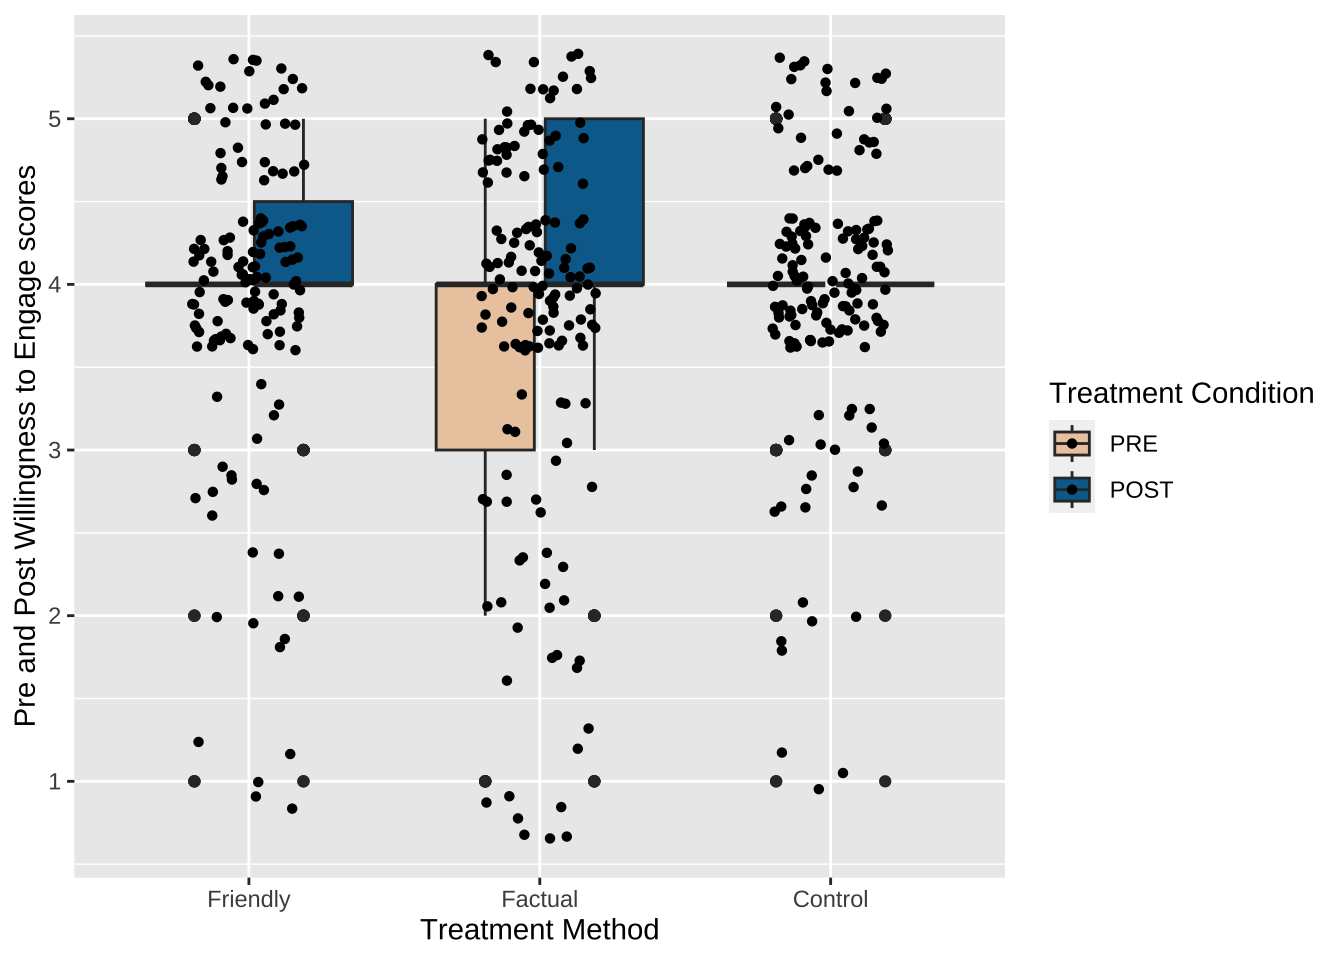 Pre and Post Willingness to Engage scores
5
4
3
2
1
Friendly
Factual
Control
Treatment Method
Treatment Condition
PRE
POST